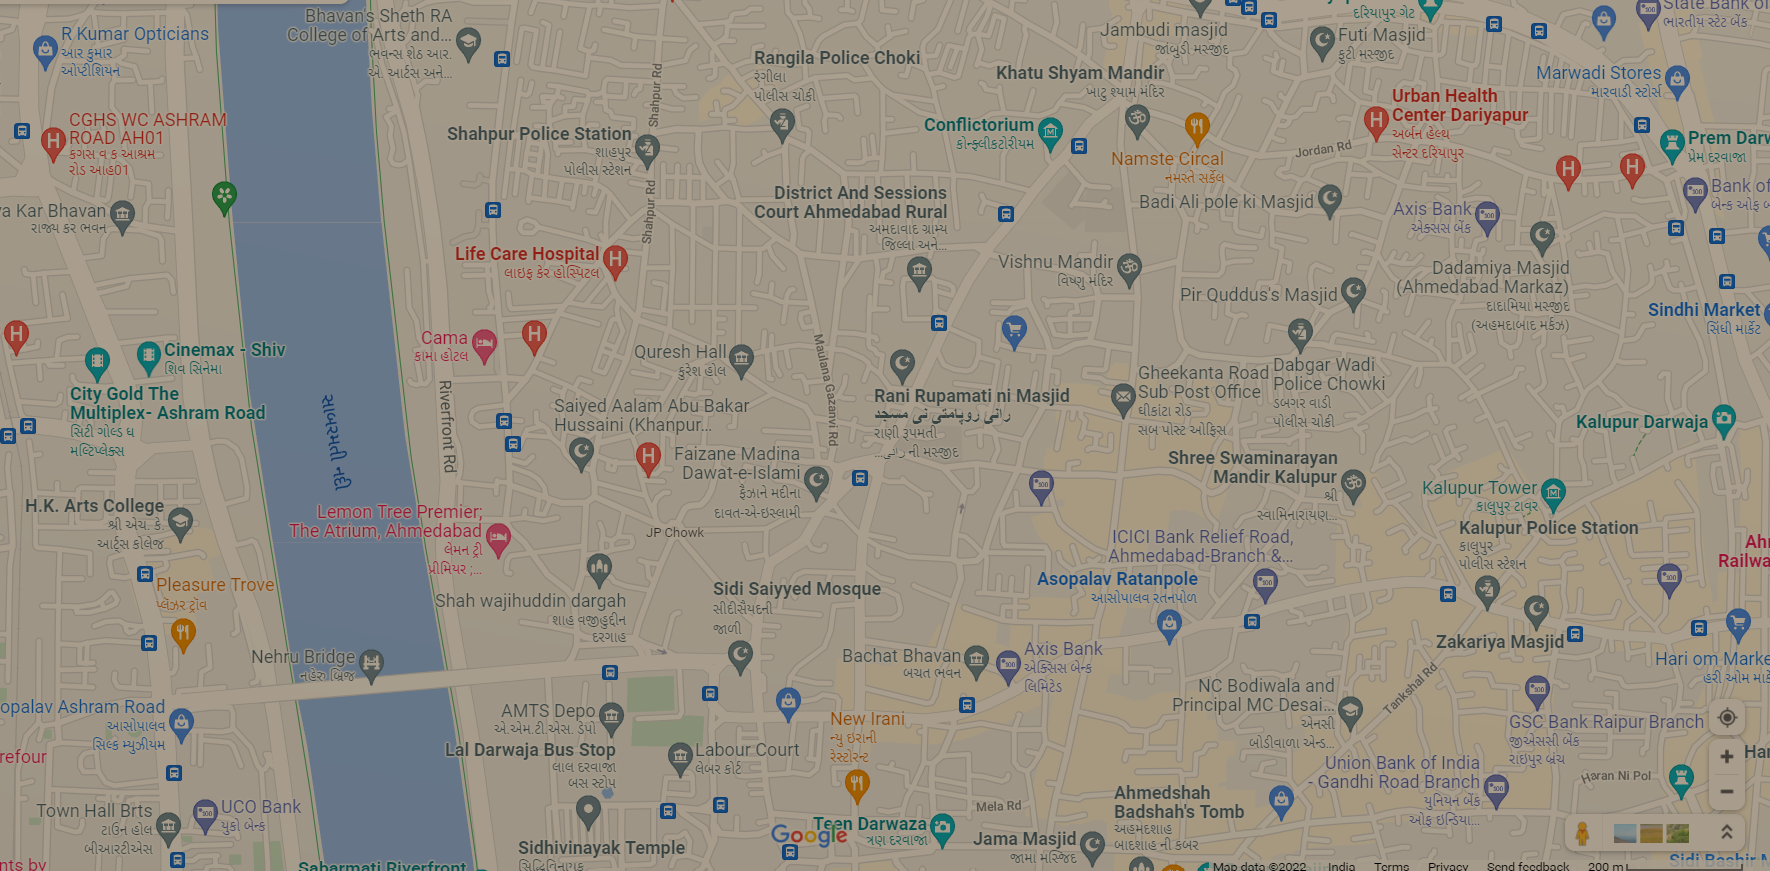 R Kumar Opticians
આર કુમાર
ઓપ્ટીશિયન
Bhavan's Sheth RA
College of Arts and...
ભવન્સ શેઠ આર.
એ. આર્ટસ અને...
Shahpur Rd
Rangila Police Choki
રંગીલા
પોલીસ ચોકી
Jambudi masjid
જાંબુડી મસ્જીદ
દરિયાપુર ગેટ
Futi Masjid
ફુટી મસ્જીદ
State Bank of
ભારતીય સ્ટેટ બેંક
Khatu Shyam Mandir
ખાટુ શ્યામ મંદિર
Marwadi Stores
મારવાડી સ્ટોર્સ
CGHS WC ASHRAM
ROAD AH01
કગસ વ ક આશ્રમ
રોડ આહ01
Shahpur Police Station
શાહપુર
પોલીસ સ્ટેશન
Conflictorium
કોન્ફ્લીકટોરીયમ
Urban Health
Center Dariyapur
અર્બન હેલ્થ
સેન્ટર દરિયાપુર
Namste Circal
નમસ્તે સર્કલ
Jordan Rd
Prem Darw
પ્રેમ દરવાજા
ya Kar Bhavan
રાજ્ય કર ભવન
Shahpur Rd
District And Sessions
Court Ahmedabad Rural
અમદાવાદ ગ્રામ્ય
જિલ્લા અને...
Badi Ali pole ki Masjid
Axis Bank
એક્સસ બેંક
Bank of
બેન્ક ઓફ બ
Life Care Hospital
લાઇફ કેર હોસ્પિટલ
Vishnu Mandir
વિષ્ણુ મંદિર
Dadamiya Masjid
(Ahmedabad Markaz)
દાદામિયા મસ્જીદ
(અહમદાબાદ મર્કઝ)
Pir Quddus's Masjid
Sindhi Market
સિંધી માર્કેટ
Cama
કામા હોટલ
Cinemax - Shiv
શિવ સિનેમા
Quresh Hall
કુરેશ હોલ
Maulana Gazanvi Rd
City Gold The
Multiplex- Ashram Road
સિટી ગોલ્ડ ધ
મલ્ટિપ્લેક્સ
Riverfront Rd
Rani Rupamati ni Masjid
رانی روپامتی نی مسجد
રાણી રૂપમતી
...رانی ની મસ્જીદ
Gheekanta Road
Sub Post Office
ઘીકાંટા રોડ
સબ પોસ્ટ ઓફિસ
Dabgar Wadi
Police Chowki
ડબગર વાડી
પોલીસ ચોકી
Saiyed Aalam Abu Bakar
Hussaini (Khanpur...
Kalupur Darwaja
સાબરમતી નદી
Faizane Madina
Dawat-e-Islami
ફૈઝાને મદીના
દાવત-એ-ઇસ્લામી
Shree Swaminarayan
Mandir Kalupur
શ્રી
સ્વામિનારાયણ...
Kalupur Tower
કાલુપુર ટાવર
H.K. Arts College
શ્રી એચ. કે.
આર્ટ્સ કોલેજ
Lemon Tree Premier;
The Atrium, Ahmedabad
લેમન ટ્રી
પ્રીમિયર ;...
JP Chowk
ICICI Bank Relief Road,
Ahmedabad-Branch &...
Kalupur Police Station
કાલુપુર
પોલીસ સ્ટેશન
Ahm
Railwa
Pleasure Trove
પ્લેઝર ટ્રોવ
Shah wajihuddin dargah
શાહ વજીહુદ્દીન
દરગાહ
Sidi Saiyyed Mosque
સીદીસૈયદની
જાળી
Asopalav Ratanpole
આસોપાલવ રતનપોળ
Zakariya Masjid
Nehru Bridge
નહેરુ બ્રિજ
Bachat Bhavan
બચત ભવન
Axis Bank
એક્સિસ બેન્ક
લિમિટેડ
Hari om Marke
હરી ઓમ માર્કે
Tankshal Rd
NC Bodiwala and
Principal MC Desai...
એનસી
બોડીવાળા એન્ડ...
sopalav Ashram Road
આસોપાલવ
સિલ્ક મ્યુઝીયમ
AMTS Depo
એ.એમ.ટી.એસ. ડેપો
New Irani
ન્યુ ઇરાની
રેસ્ટોરન્ટ
GSC Bank Raipur Branch
જીએસસી બેંક
રાઇપુર બ્રંચ
refour
Lal Darwaja Bus Stop
લાલ દરવાજા
બસ સ્ટોપ
Labour Court
લેબર કોર્ટ
Union Bank of India
- Gandhi Road Branch
યુનિયન બેંક
ઓફ ઇન્ડિયા...
Haran Ni Pol
Har
Town Hall Brts
ટાઉન હોલ
બીઆરટીએસ
UCO Bank
યુકો બેન્ક
Mela Rd
Ahmedshah
Badshah's Tomb
અહમદશાહ
બાદશાહ ની કબર
Google
Teen Darwaza
ત્રણ દરવાજા
Sidhivinayak Temple
સિદ્ધિવિનાયક
Jama Masjid
જામા મસ્જિદ
nts by
Sabarmati Riverfront
Sidi Bashir M
Map data ©2022 India Terms Privacy Send feedback 200 m